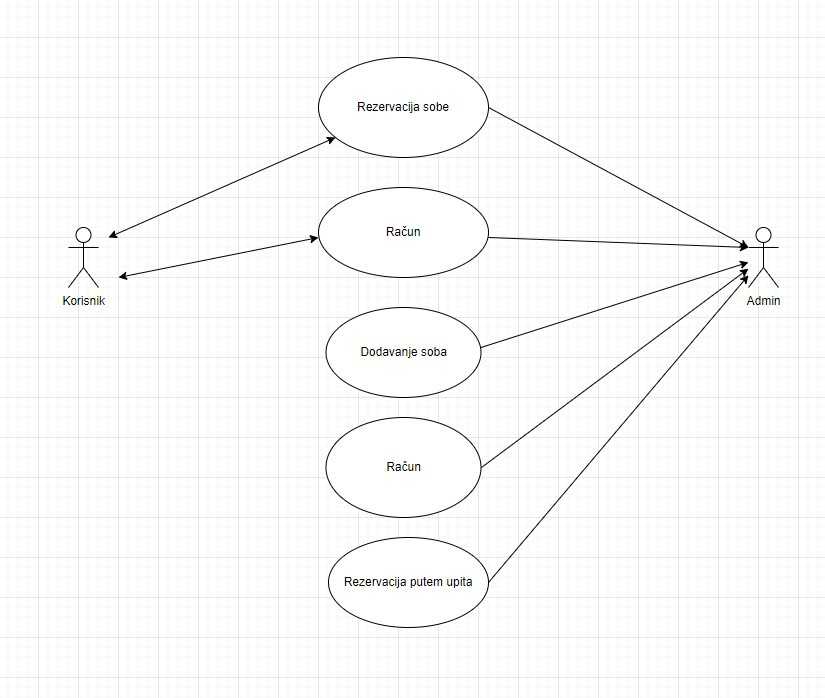 Rezervacija sobe
Račun
Korisnik
Admin
Dodavanje soba
Račun
Rezervacija putem upita